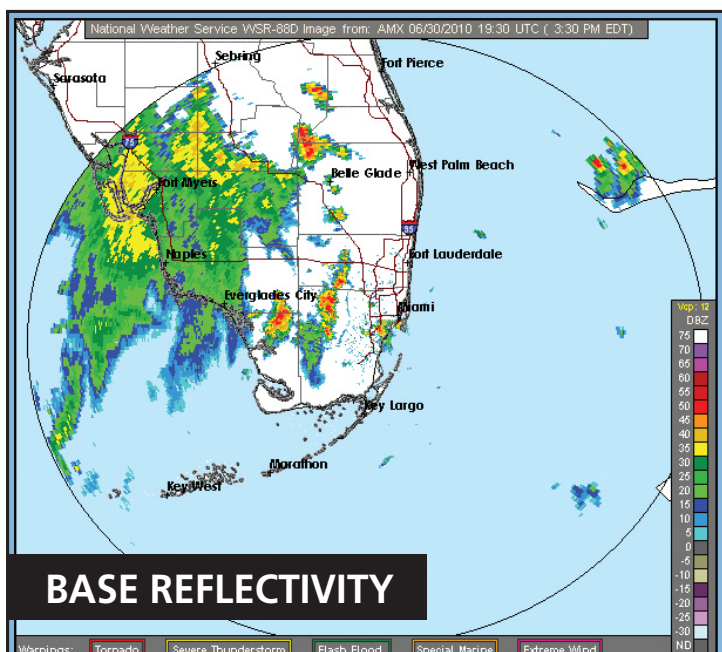 National Weather Service WSR-88D Image from: AMX 06/30/2010 19:30 UTC ( 3:30 PM EDT)
Sebring
Fort Pierce
Sarasota
75
Belle Glade
West Palm Beach
Fort Myers
95
Naples
Fort Lauderdale
Everglades City
Miami
Vcp: 12
DBZ
75
70
65
60
55
50
45
40
35
30
25
20
15
10
5
0
-5
-10
-15
-20
-25
-30
ND
Key Largo
Marathon
Key West
BASE REFLECTIVITY
Warnings: Tornado Severe Thunderstorm Flash Flood Special Marine Extreme Wind